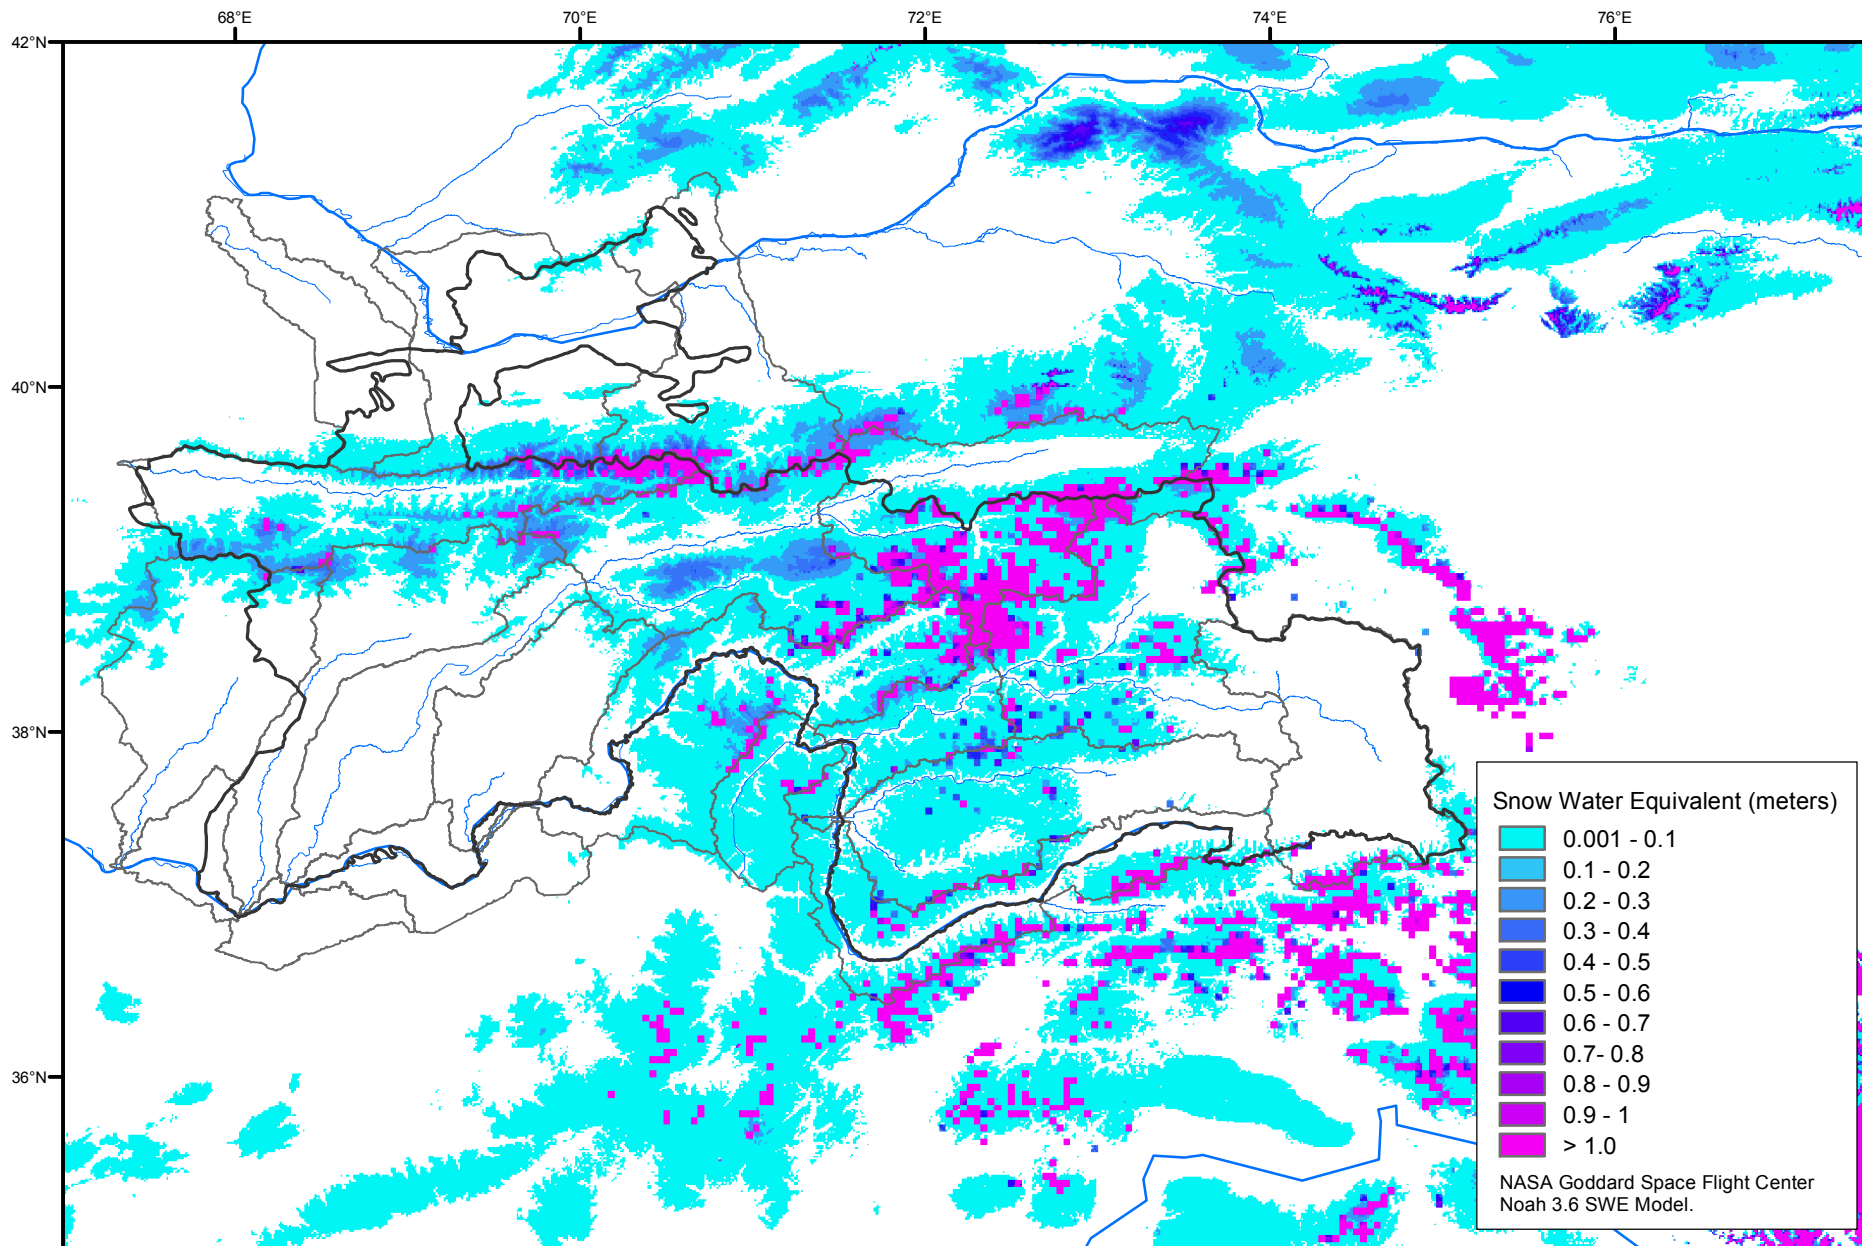 68°E 70°E 72°E 74°E 76°E
42°N
40°N
38°N
36°N
Snow Water Equivalent (meters)
0.001 - 0.1
0.1 - 0.2
0.2 - 0.3
0.3 - 0.4
0.4 - 0.5
0.5 - 0.6
0.6 - 0.7
0.7- 0.8
0.8 - 0.9
0.9 - 1
> 1.0
NASA Goddard Space Flight Center
Noah 3.6 SWE Model.